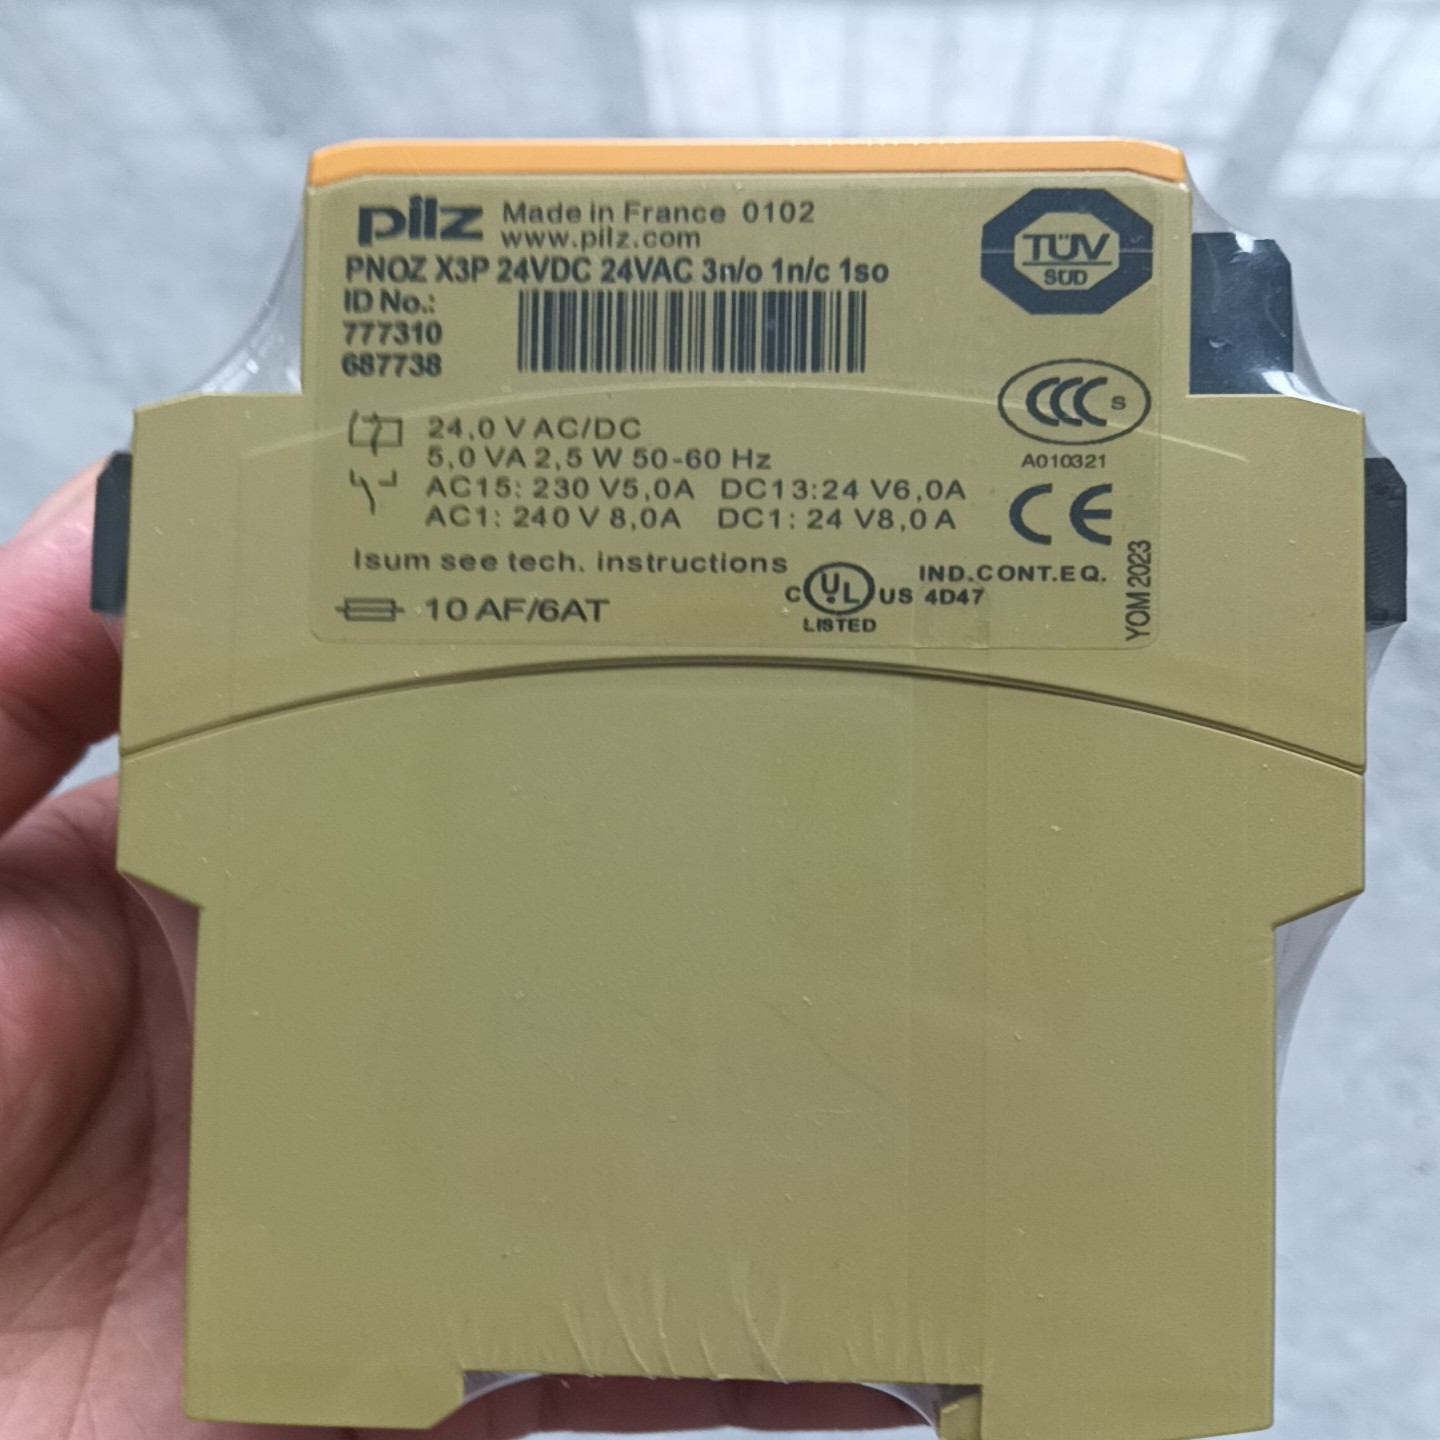 pilz Made in France 0102
www.pilz.com
PNOZ X3P 24VDC 24VAC 3n/o 1n/c 1so
ID No.:
777310
687738
TÜV
SÜD
CCC S
A010321
24,0 V AC/DC
5,0 VA 2,5 W 50-60 Hz
AC15: 230 V5,0A DC13:24 V6,0A
AC1: 240 V 8,0A DC1: 24 V8,0 A
CE
Isum see tech. instructions
10 AF/6AT
C UL US
LISTED
IND.CONT.EQ.
4D47
YOM 2023